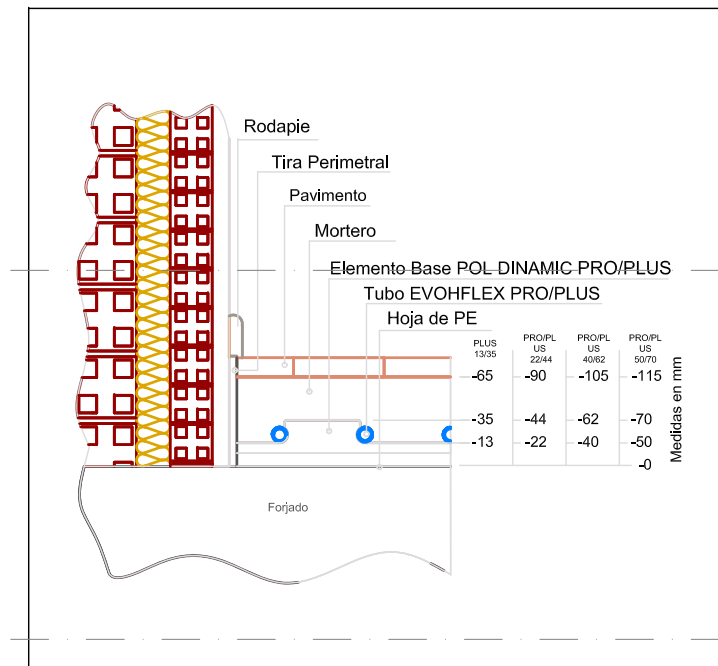 Rodapie
Tira Perimetral
Pavimento
Mortero
Elemento Base POL DINAMIC PRO/PLUS
Tubo EVOHFLEX PRO/PLUS
Hoja de PE
PLUS
13/35
PRO/PL
US
22/44
PRO/PL
US
40/62
PRO/PL
US
50/70
-65 -90 -105 -115
-35 -44 -62 -70
-13 -22 -40 -50
-0
Medidas en mm
Forjado